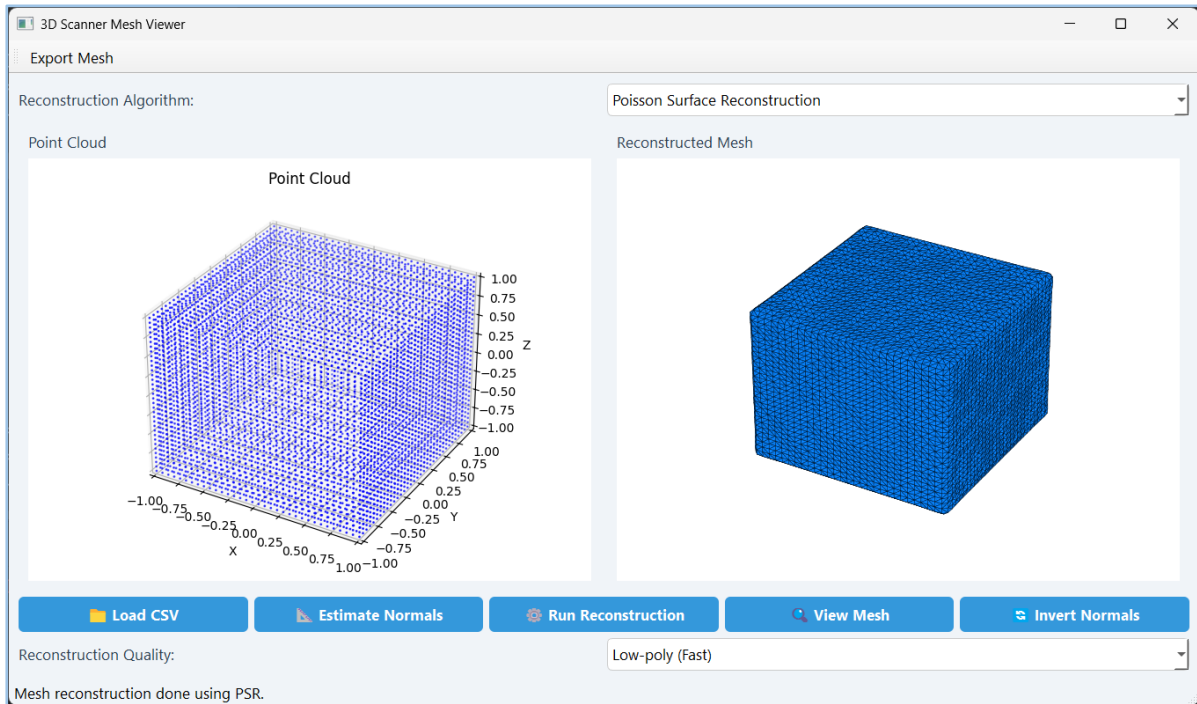 3D Scanner Mesh Viewer
Export Mesh
Reconstruction Algorithm:
Poisson Surface Reconstruction
Point Cloud
Reconstructed Mesh
Point Cloud
1.00
0.75
0.50
0.25
0.00
−0.25
−0.50
−0.75
−1.00
Z
1.00
0.75
0.50
0.25
0.00
−0.25
−0.50
−0.75
−1.00
Y
−1.00
−0.75
−0.50
−0.25
0.00
0.25
0.50
0.75
1.00
X
Load CSV
Estimate Normals
Run Reconstruction
View Mesh
Invert Normals
Reconstruction Quality:
Low-poly (Fast)
Mesh reconstruction done using PSR.